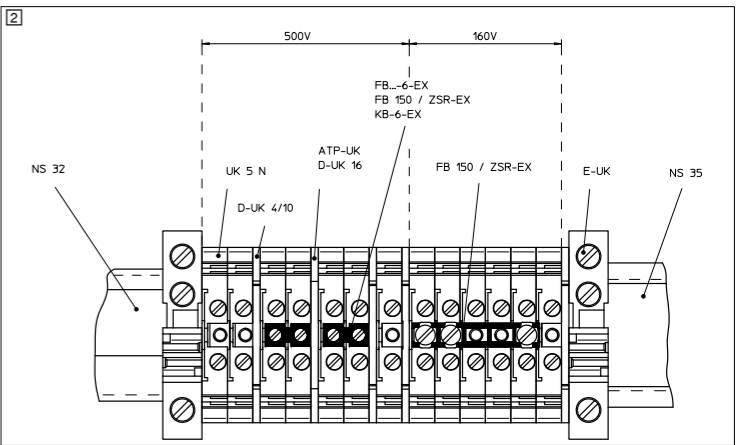 2
500V
160V
FB...-6-EX
FB 150 / ZSR-EX
KB-6-EX
ATP-UK
D-UK 16
FB 150 / ZSR-EX
E-UK
NS 32
UK 5 N
NS 35
D-UK 4/10